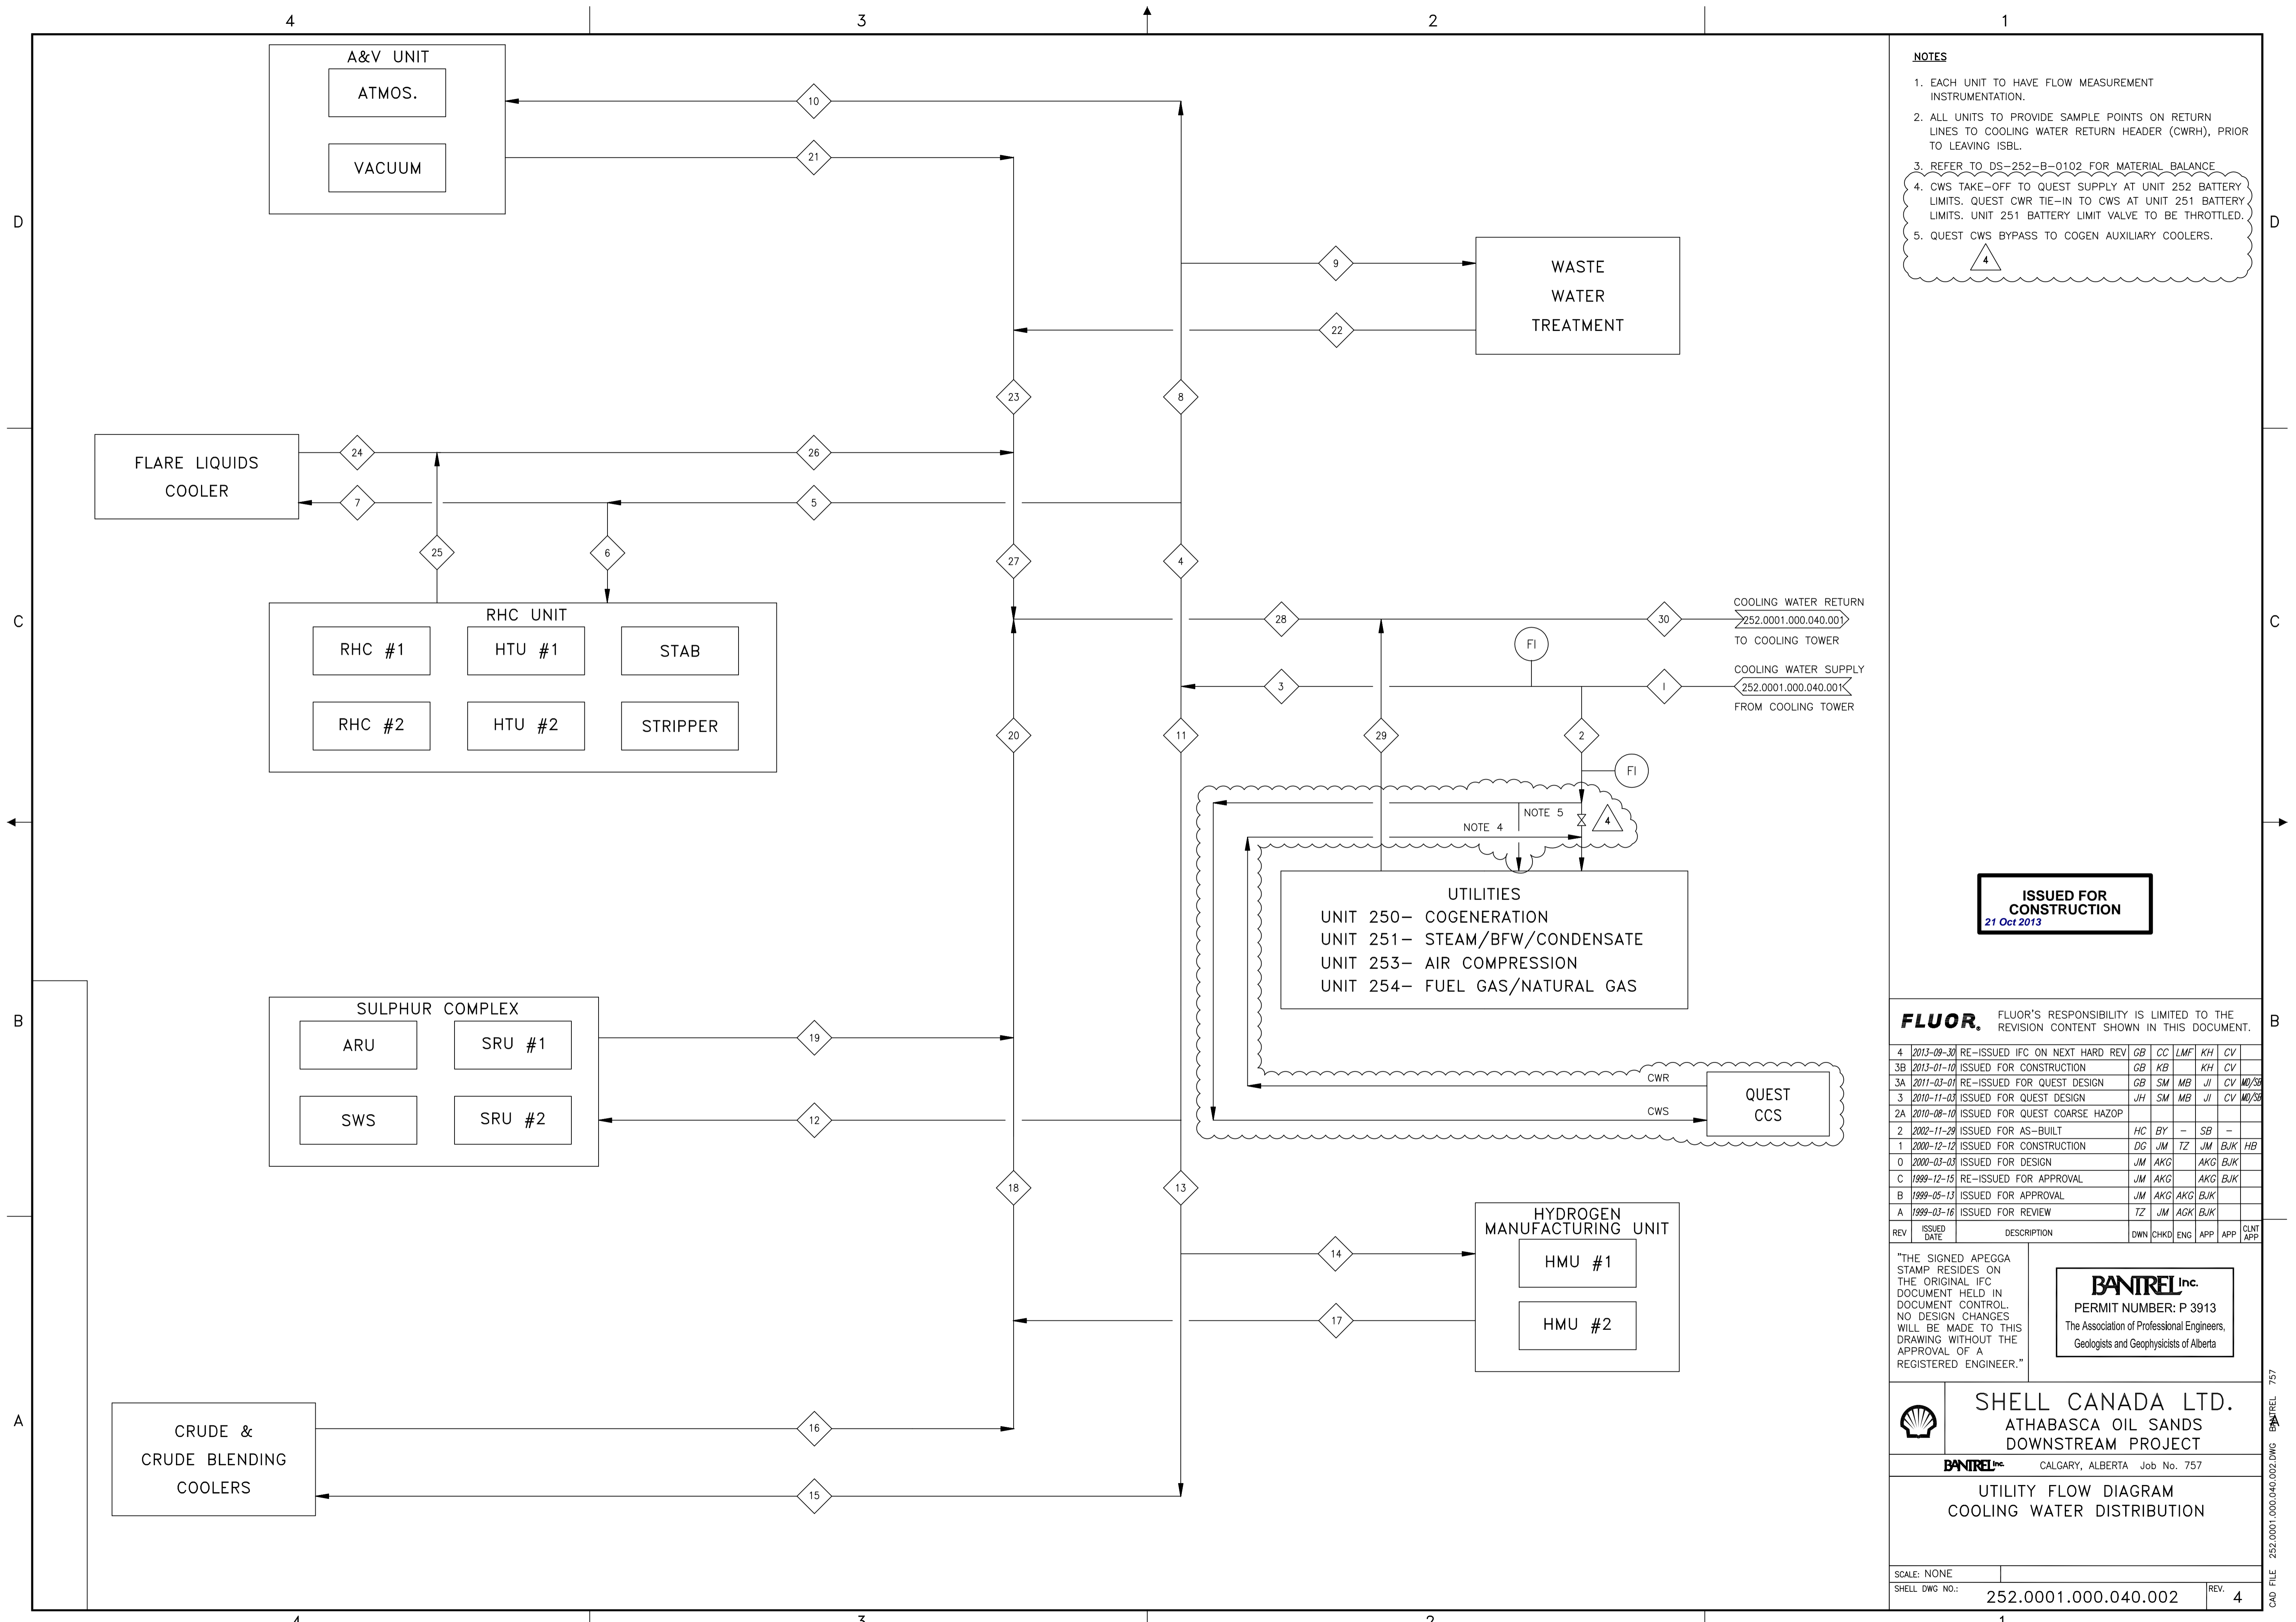 4
3
2
1
A&V UNIT
ATMOS.
VACUUM
10
21
9
22
WASTE
WATER
TREATMENT
23
8
FLARE LIQUIDS
COOLER
24
26
7
5
25
6
27
4
RHC UNIT
RHC #1
HTU #1
STAB
RHC #2
HTU #2
STRIPPER
28
30
COOLING WATER RETURN
252.0001.000.040.001
TO COOLING TOWER
FI
3
1
COOLING WATER SUPPLY
252.0001.000.040.001
FROM COOLING TOWER
20
11
29
2
FI
NOTE 5
4
NOTE 4
UTILITIES
UNIT 250- COGENERATION
UNIT 251- STEAM/BFW/CONDENSATE
UNIT 253- AIR COMPRESSION
UNIT 254- FUEL GAS/NATURAL GAS
SULPHUR COMPLEX
ARU
SRU #1
SWS
SRU #2
19
12
CWR
CWS
QUEST
CCS
18
13
HYDROGEN
MANUFACTURING UNIT
HMU #1
HMU #2
14
17
CRUDE &
CRUDE BLENDING
COOLERS
16
15
D
C
B
A
D
C
B
A
4
3
2
1
NOTES
1. EACH UNIT TO HAVE FLOW MEASUREMENT
INSTRUMENTATION.
2. ALL UNITS TO PROVIDE SAMPLE POINTS ON RETURN
LINES TO COOLING WATER RETURN HEADER (CWRH), PRIOR
TO LEAVING ISBL.
3. REFER TO DS-252-B-0102 FOR MATERIAL BALANCE
4. CWS TAKE-OFF TO QUEST SUPPLY AT UNIT 252 BATTERY
LIMITS. QUEST CWR TIE-IN TO CWS AT UNIT 251 BATTERY
LIMITS. UNIT 251 BATTERY LIMIT VALVE TO BE THROTTLED.
5. QUEST CWS BYPASS TO COGEN AUXILIARY COOLERS.
4
ISSUED FOR
CONSTRUCTION
21 Oct 2013
FLUOR® FLUOR'S RESPONSIBILITY IS LIMITED TO THE
REVISION CONTENT SHOWN IN THIS DOCUMENT.
4 2013-09-30 RE-ISSUED IFC ON NEXT HARD REV GB CC LMF KH CV
3B 2013-01-10 ISSUED FOR CONSTRUCTION GB KB KH CV
3A 2011-03-01 RE-ISSUED FOR QUEST DESIGN GB SM MB JI CV MD/SB
3 2010-11-03 ISSUED FOR QUEST DESIGN JH SM MB JI CV MD/SB
2A 2010-08-10 ISSUED FOR QUEST COARSE HAZOP
2 2002-11-29 ISSUED FOR AS-BUILT HC BY - SB -
1 2000-12-12 ISSUED FOR CONSTRUCTION DG JM TZ JM BJK HB
0 2000-03-03 ISSUED FOR DESIGN JM AKG AKG BJK
C 1999-12-15 RE-ISSUED FOR APPROVAL JM AKG AKG BJK
B 1999-05-13 ISSUED FOR APPROVAL JM AKG AKG BJK
A 1999-03-16 ISSUED FOR REVIEW TZ JM AGK BJK
REV ISSUED DATE DESCRIPTION DWN CHKD ENG APP APP CLNT APP
"THE SIGNED APEGGA
STAMP RESIDES ON
THE ORIGINAL IFC
DOCUMENT HELD IN
DOCUMENT CONTROL.
NO DESIGN CHANGES
WILL BE MADE TO THIS
DRAWING WITHOUT THE
APPROVAL OF A
REGISTERED ENGINEER."
BANTREL Inc.
PERMIT NUMBER: P 3913
The Association of Professional Engineers,
Geologists and Geophysicists of Alberta
SHELL CANADA LTD.
ATHABASCA OIL SANDS
DOWNSTREAM PROJECT
BANTREL Inc. CALGARY, ALBERTA Job No. 757
UTILITY FLOW DIAGRAM
COOLING WATER DISTRIBUTION
SCALE: NONE
SHELL DWG NO.: 252.0001.000.040.002 REV. 4
CAD FILE 252.0001.000.040.002.DWG BANTREL 757